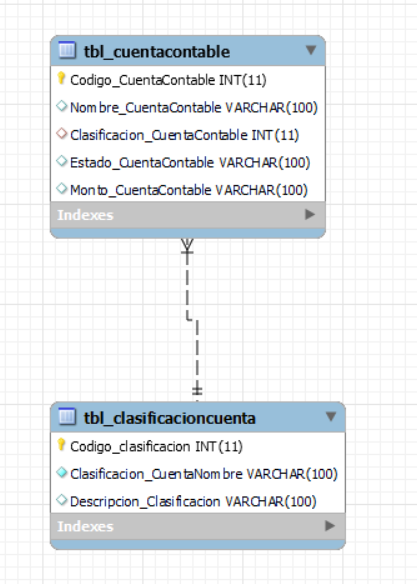 tbl_cuentacontable
Codigo_CuentaContable INT(11)
Nombre_CuentaContable VARCHAR(100)
Clasificacion_CuentaContable INT(11)
Estado_CuentaContable VARCHAR(100)
Monto_CuentaContable VARCHAR(100)
Indexes
tbl_clasificacioncuenta
Codigo_clasificacion INT(11)
Clasificacion_CuentaNombre VARCHAR(100)
Descripcion_Clasificacion VARCHAR(100)
Indexes